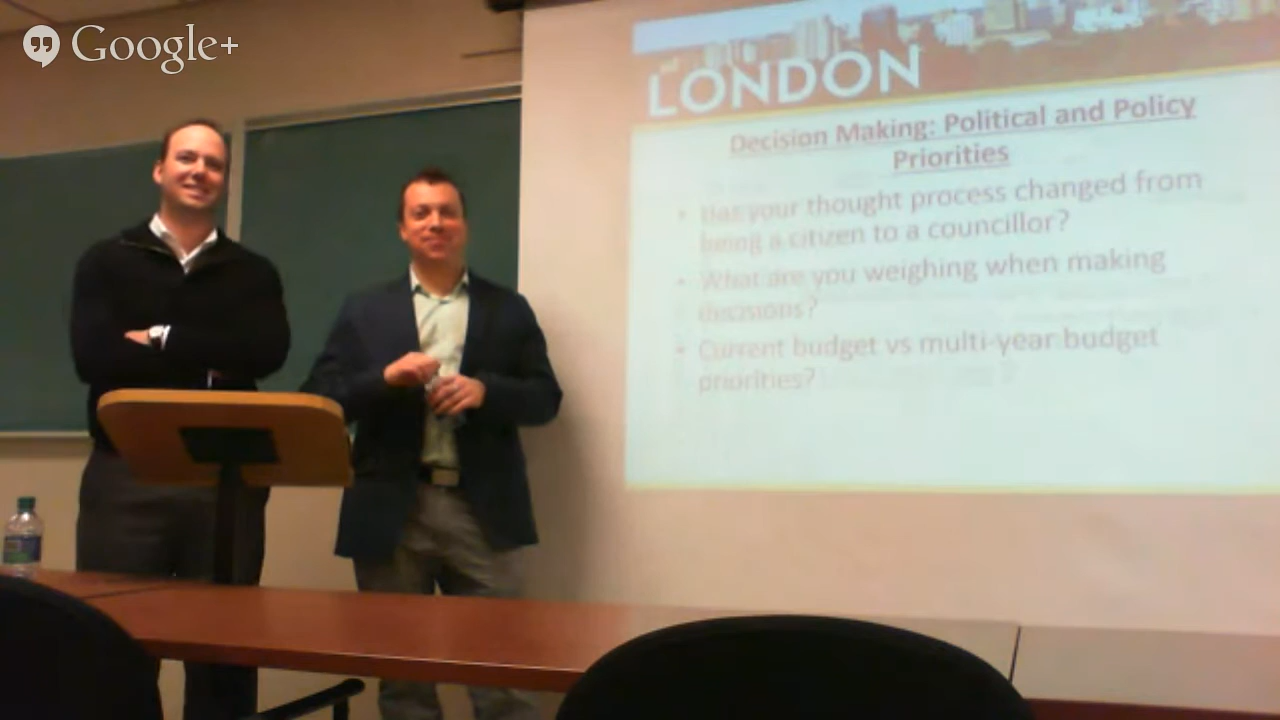 Google+
LONDON
Decision Making: Political and Policy
Priorities
• Has your thought process changed from
being a citizen to a councillor?
• What are you weighing when making
decisions?
• Current budget vs multi-year budget
priorities?